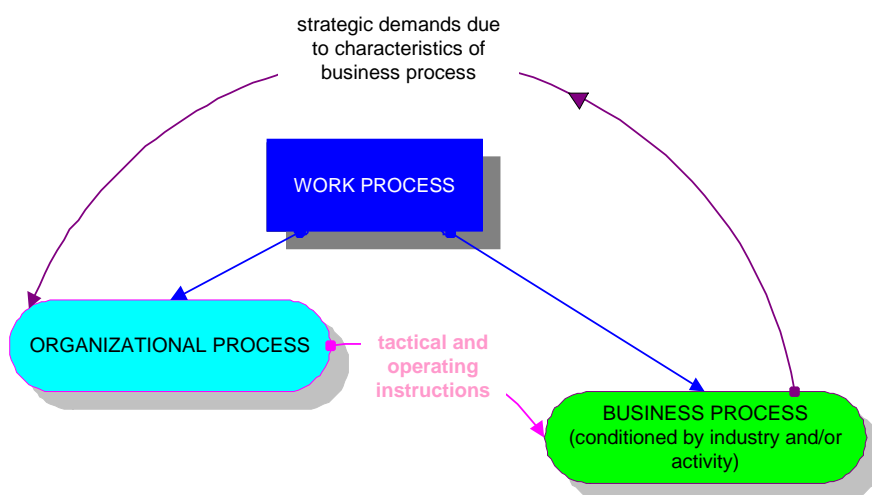 strategic demands due
to characteristics of
business process
WORK PROCESS
ORGANIZATIONAL PROCESS
tactical and
operating
instructions
BUSINESS PROCESS
(conditioned by industry and/or
activity)